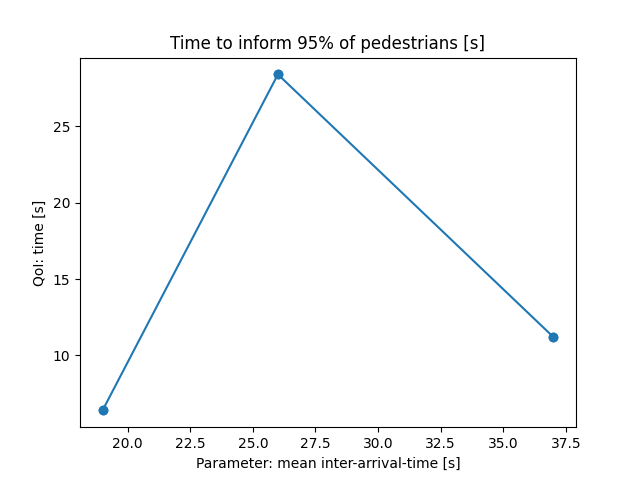 Time to inform 95% of pedestrians [s]
QoI: time [s]
25
20
15
10
20.0 22.5 25.0 27.5 30.0 32.5 35.0 37.5
Parameter: mean inter-arrival-time [s]